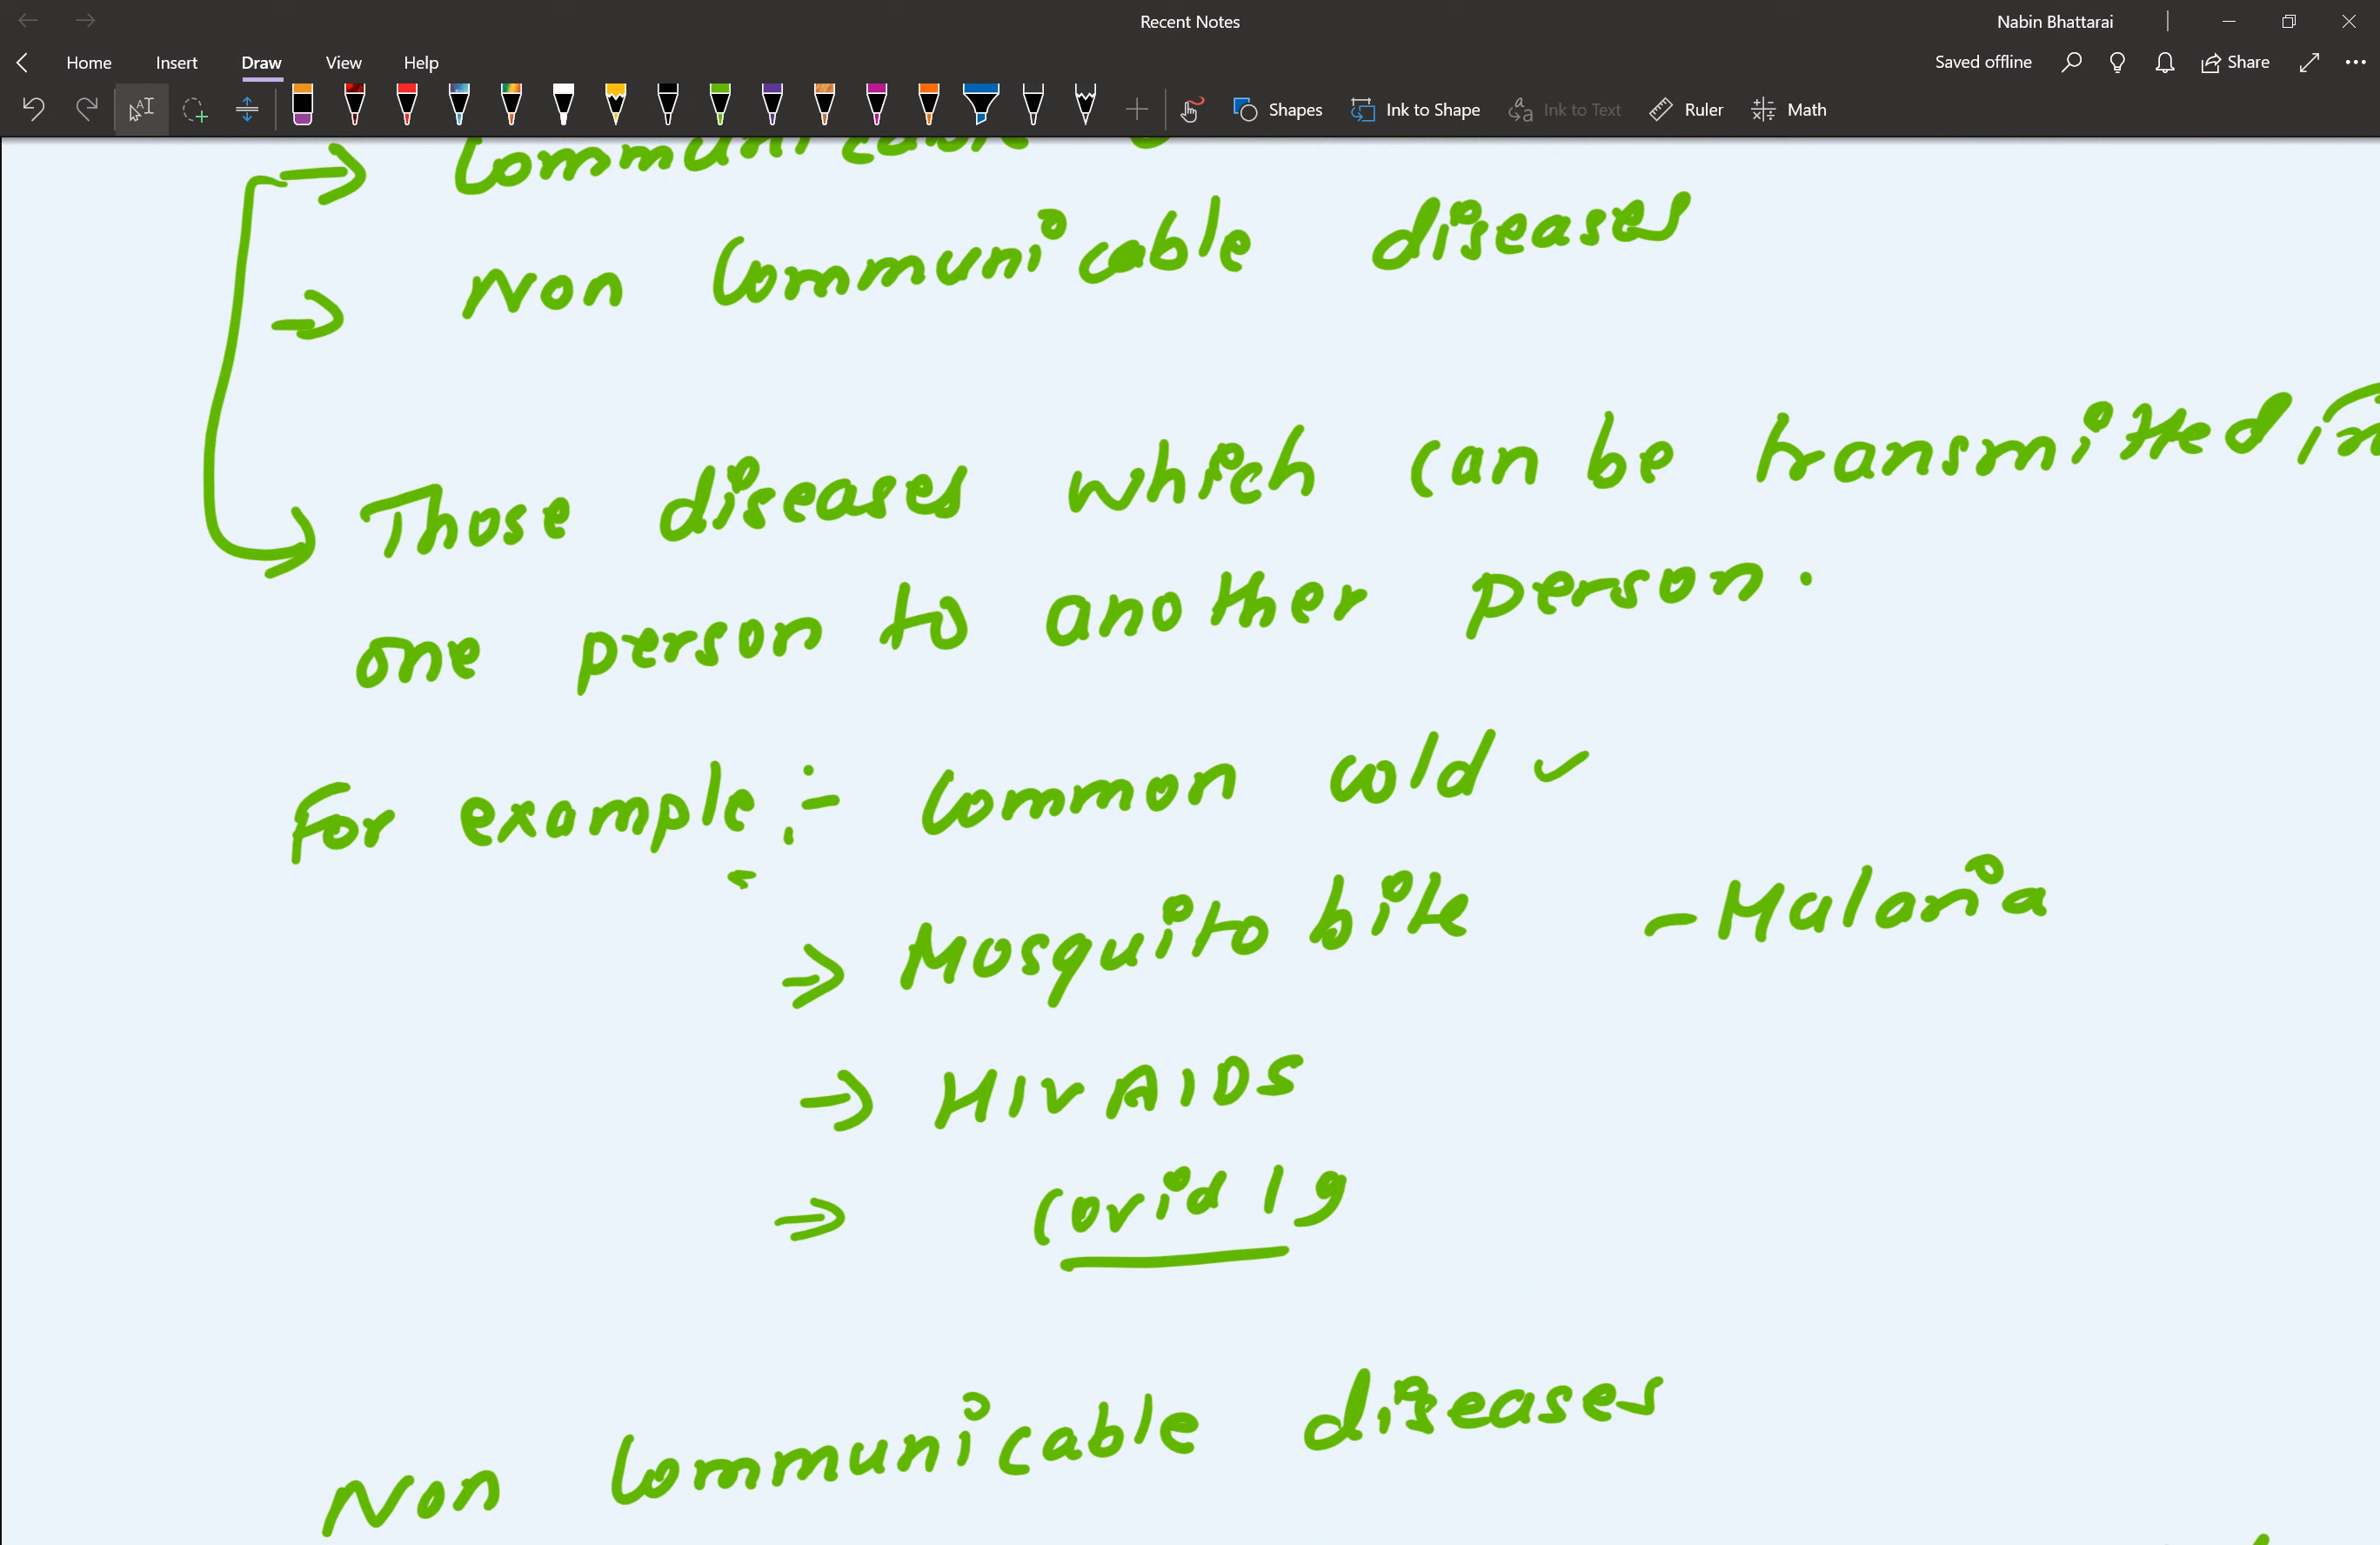 Recent Notes
Nabin Bhattarai
Home Insert Draw View Help
Saved offline
Share
Shapes Ink to Shape Ink to Text Ruler Math
→ Communicable
→ Non Communicable diseases
Those diseases which can be transmitted
one person to another person.
For example :- Common cold ✓
⇒ Mosquito bite - Malaria
→ HIV AIDS
⇒ Covid 19
Non Communicable diseases